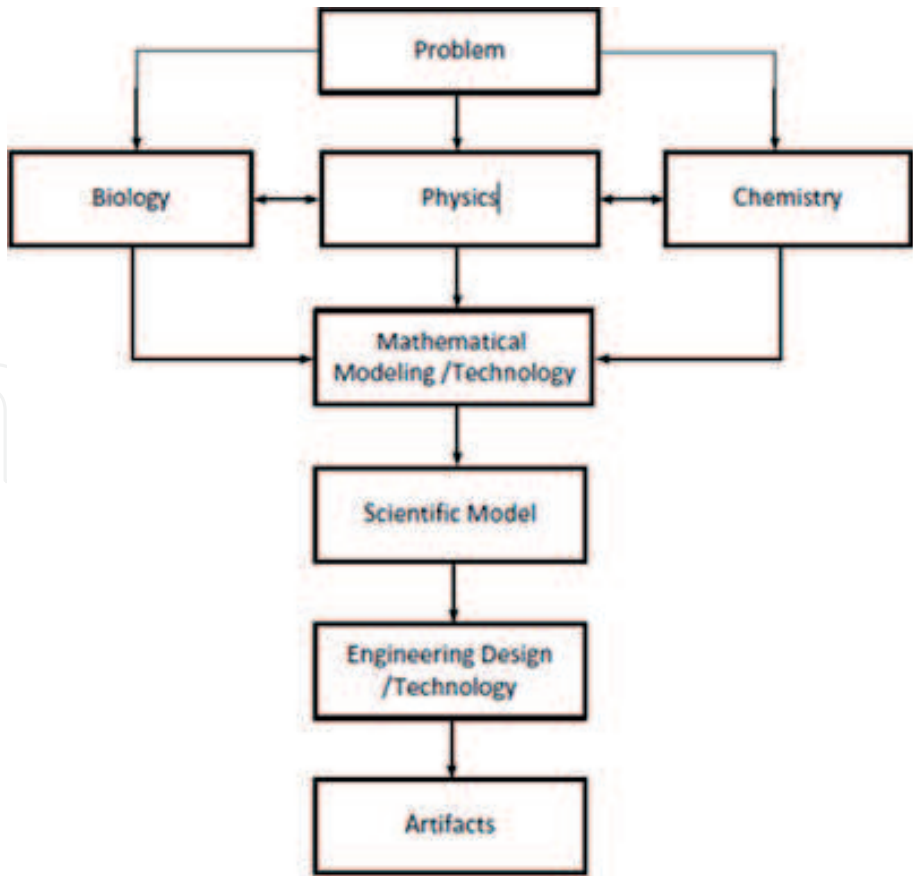 Problem
Biology
Physics
Chemistry
Mathematical
Modeling /Technology
Scientific Model
Engineering Design
/Technology
Artifacts